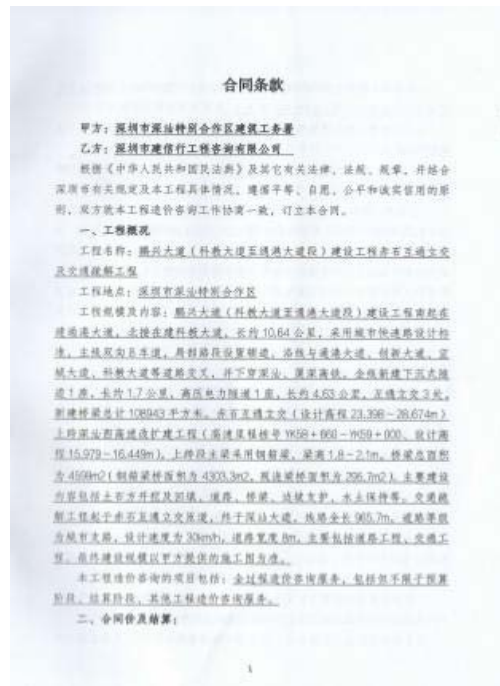 合同条款
甲方：深圳市深汕特别合作区建筑工务署
乙方：深圳市建信行工程咨询有限公司
根据《中华人民共和国民法典》及其它有关法律、法规、规章，并结合
深圳市有关规定及本工程具体情况，遵循平等、自愿、公平和诚实信用的原
则，双方就本工程造价咨询工作协商一致，订立本合同。
一、工程概况
工程名称：鹏兴大道（科教大道至通港大道段）建设工程赤石互通立交
及交通疏解工程
工程地点：深圳市深汕特别合作区
工程规模及内容：鹏兴大道（科教大道至通港大道段）建设工程南起在
建通港大道，北接在建科教大道，长约10.64公里，采用城市快速路设计标
准，主线双向8车道，局部路段设置辅道，沿线与通港大道、创新大道、宜
城大道、科教大道等道路交叉，并下穿深汕、厦深高铁。全线新建下沉式隧
道1座，长约1.7公里，高压电力隧道1座，长约4.63公里，互通立交3处，
新建桥梁总计108943平方米。赤石互通立交（设计高程23.398~28.674m）
上跨深汕西高速改扩建工程（高速里程桩号YK58+660~YK59+000、设计高
程15.979~16.449m），上跨段主梁采用钢箱梁，梁高1.8~2.1m，桥梁总面积
为4599m2（钢箱梁桥面积为4303.3m2，现浇梁桥面积为295.7m2）。主要建设
内容包括土石方开挖及回填、道路、桥梁、边坡支护、水土保持等。交通疏
解工程起于赤石互通立交匝道，终于深汕大道，线路全长965.7m，道路等级
为城市支路，设计速度为30km/h，道路宽度8m，主要包括道路工程、交通工
程。最终建设规模以甲方提供的施工图为准。
本工程造价咨询的项目包括：全过程造价咨询服务，包括但不限于预算
阶段、结算阶段、其他工程造价咨询服务。
二、合同价及结算：
1